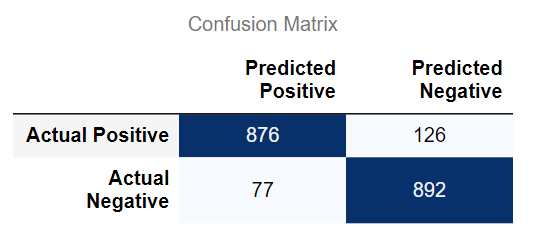 Confusion Matrix
Predicted Positive
Predicted Negative
Actual Positive 876 126
Actual Negative 77 892